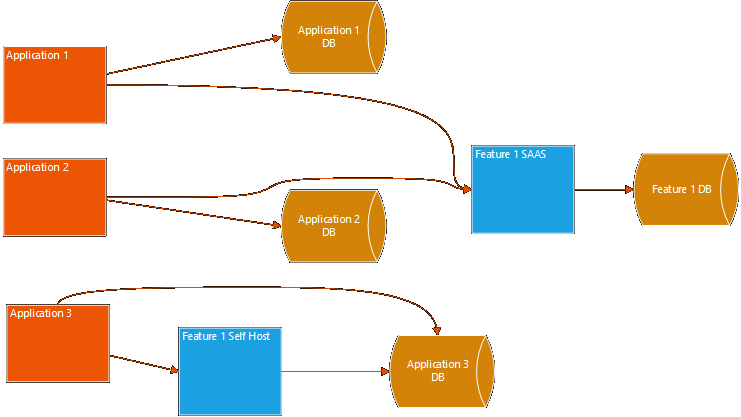 Application 1
DB
Application 1
Feature 1 SAAS
Application 2
Feature 1 DB
Application 2
DB
Application 3
Feature 1 Self Host
Application 3
DB